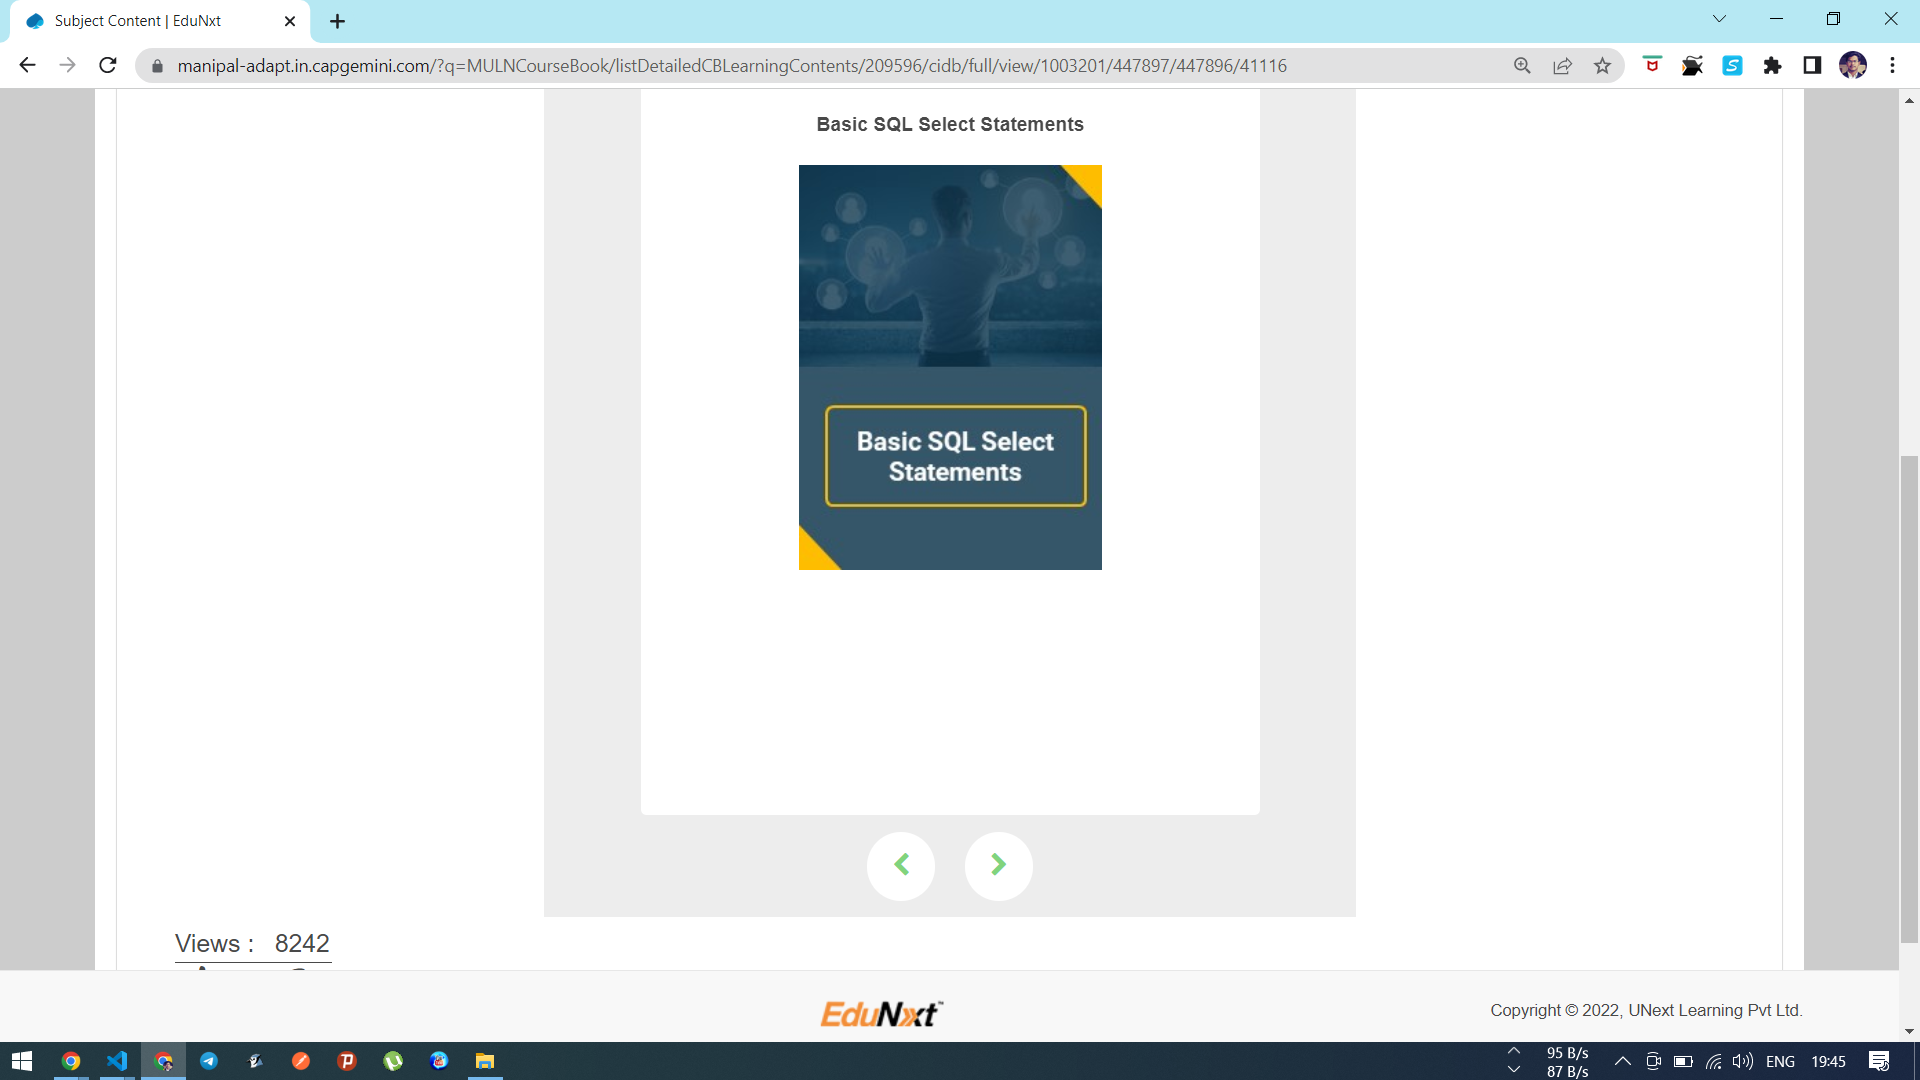 Subject Content | EduNxt
manipal-adapt.in.capgemini.com/?q=MULNCourseBook/listDetailedCBLearningContents/209596/cidb/full/view/1003201/447897/447896/41116
Basic SQL Select Statements
Basic SQL Select
Statements
Views : 8242
EduNxt
Copyright © 2022, UNext Learning Pvt Ltd.
95 B/s
87 B/s
ENG
19:45